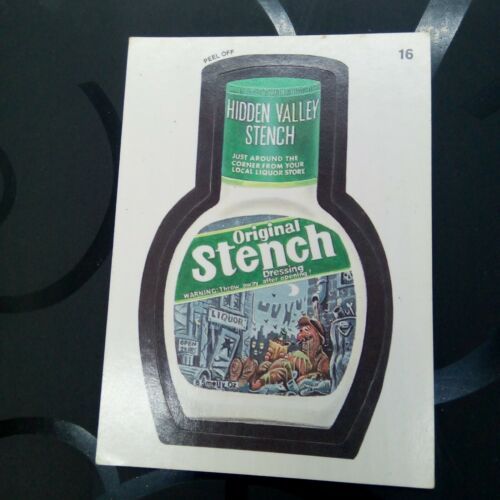 PEEL OFF
16
HIDDEN VALLEY
STENCH
JUST AROUND THE
CORNER FROM YOUR
LOCAL LIQUOR STORE
Original
Stench
Dressing
WARNING: Throw away after opening!
LIQUOR
OPEN